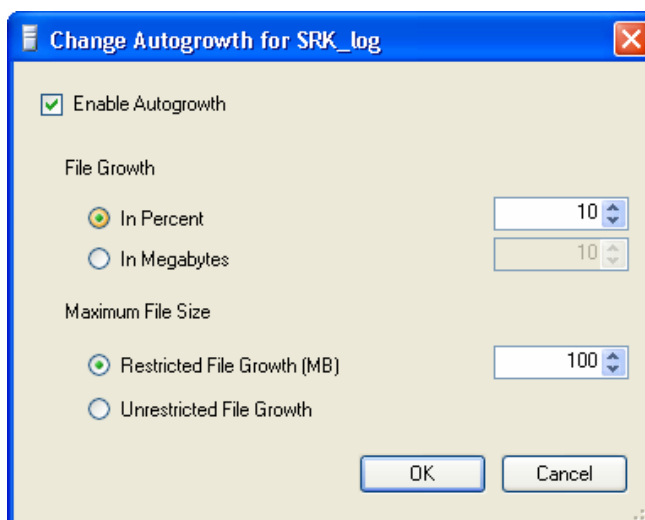 Change Autogrowth for SRK_log
Enable Autogrowth
File Growth
In Percent 10
In Megabytes 10
Maximum File Size
Restricted File Growth (MB) 100
Unrestricted File Growth
OK Cancel